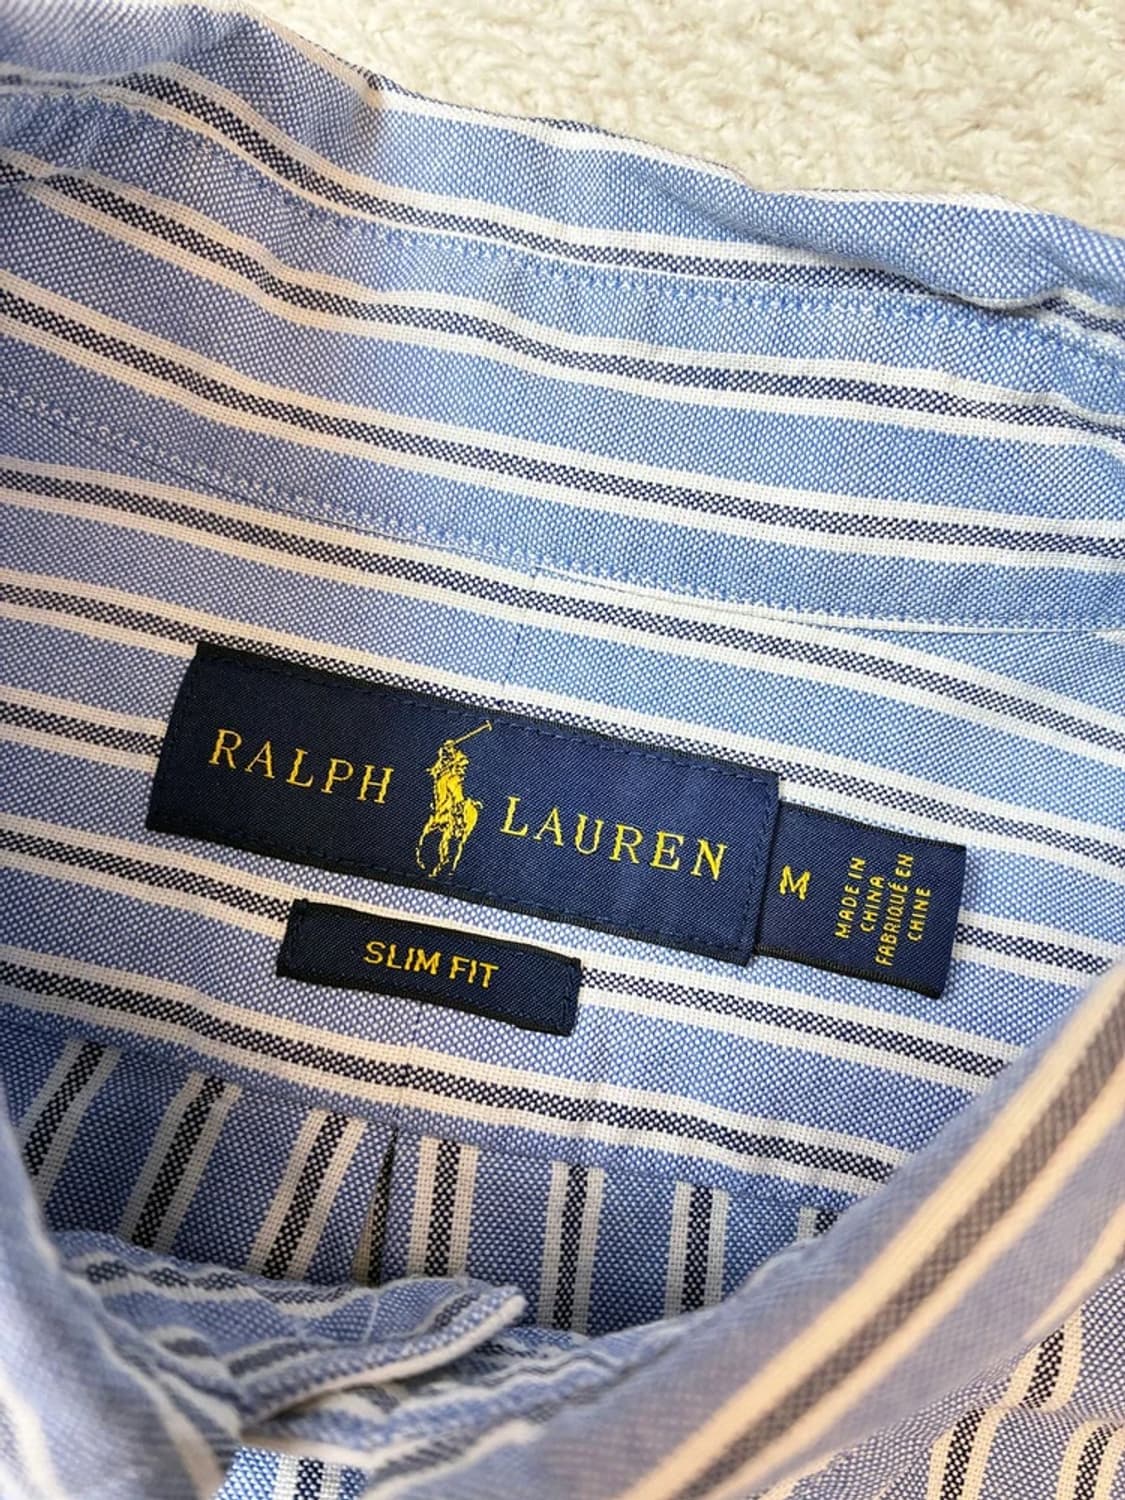 RALPH LAUREN
M
MADE IN
CHINA
FABRIQUÉ EN
CHINE
SLIM FIT